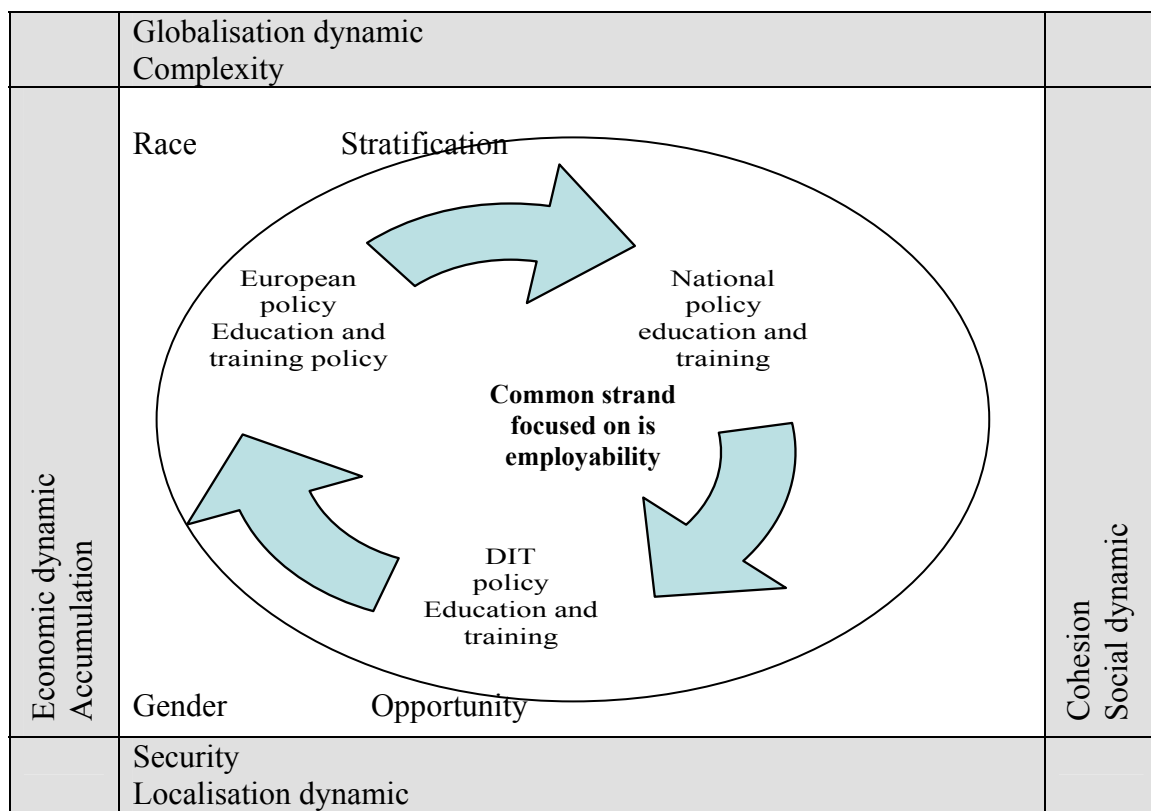 Globalisation dynamic
Complexity
Race Stratification
European
policy
Education and
training policy
National
policy
education and
training
Common strand
focused on is
employability
DIT
policy
Education and
training
Gender Opportunity
Economic dynamic
Accumulation
Cohesion
Social dynamic
Security
Localisation dynamic